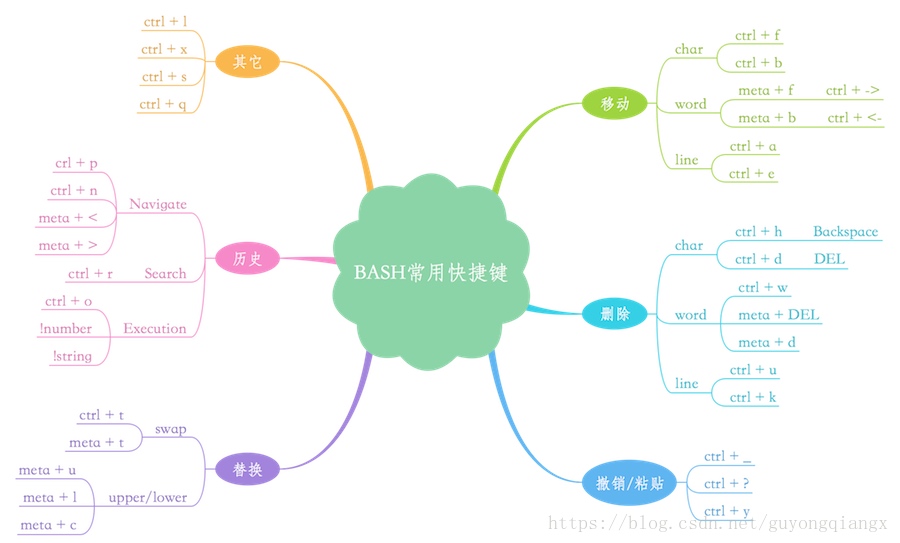 BASH常用快捷键
其它
ctrl + l
ctrl + x
ctrl + s
ctrl + q
历史
Navigate
crl + p
ctrl + n
meta + <
meta + >
Search
ctrl + r
Execution
ctrl + o
!number
!string
替换
swap
ctrl + t
meta + t
upper/lower
meta + u
meta + l
meta + c
移动
char
ctrl + f
ctrl + b
word
meta + f ctrl + ->
meta + b ctrl + <-
line
ctrl + a
ctrl + e
删除
char
ctrl + h Backspace
ctrl + d DEL
word
ctrl + w
meta + DEL
meta + d
line
ctrl + u
ctrl + k
撤销/粘贴
ctrl + _
ctrl + ?
ctrl + y
https://blog.csdn.net/guyongqiangx